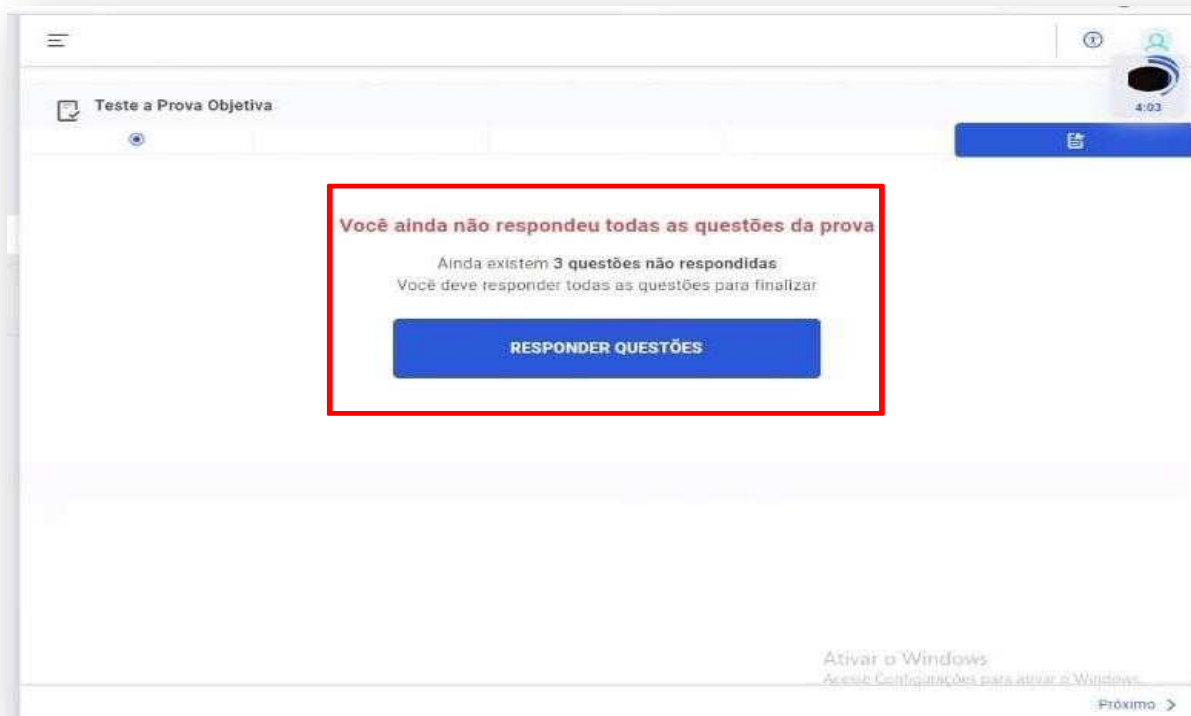 Teste a Prova Objetiva
4:03
Você ainda não respondeu todas as questões da prova
Ainda existem 3 questões não respondidas
Você deve responder todas as questões para finalizar
RESPONDER QUESTÕES
Ativar o Windows
Acesse Configurações para ativar o Windows.
Próximo